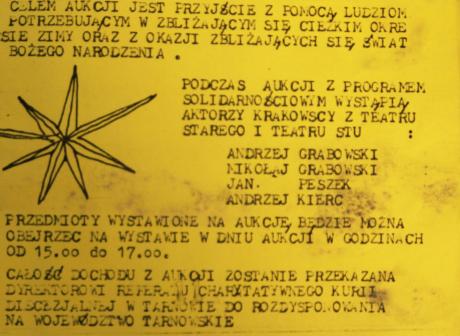 CELEM AUKCJI JEST PRZYJŚCIE Z POMOCĄ LUDZIOM
POTRZEBUJĄCYM W ZBLIŻAJĄCYM SIĘ CIĘŻKIM OKRE
SIE ZIMY ORAZ Z OKAZJI ZBLIŻAJĄCYCH SIĘ ŚWIAT
BOŻEGO NARODZENIA .
PODCZAS AUKCJI Z PROGRAMEM
SOLIDARNOŚCIOWYM WYSTĄPIĄ
AKTORZY KRAKOWSCY Z TEATRU
STAREGO I TEATRU STU :
ANDRZEJ GRABOWSKI
MIKOŁAJ GRABOWSKI
JAN. PESZEK
ANDRZEJ KIERC
PRZEDMIOTY WYSTAWIONE NA AUKCJĘ BĘDZIE MOŻNA
OBEJRZEC NA WYSTAWIE W DNIU AUKCJI W GODZINACH
OD 15.00 DO 17.00.
CAŁOŚĆ DOCHODU Z AUKCJI ZOSTANIE PRZEKAZANA
DYREKTOROWI REFERATU CHARYTATYWNEGO KURII
DIECEZJALNEJ W TARNOWIE DO ROZDYSPONOWANIA
NA WOJEWÓDZTWO TARNOWSKIE